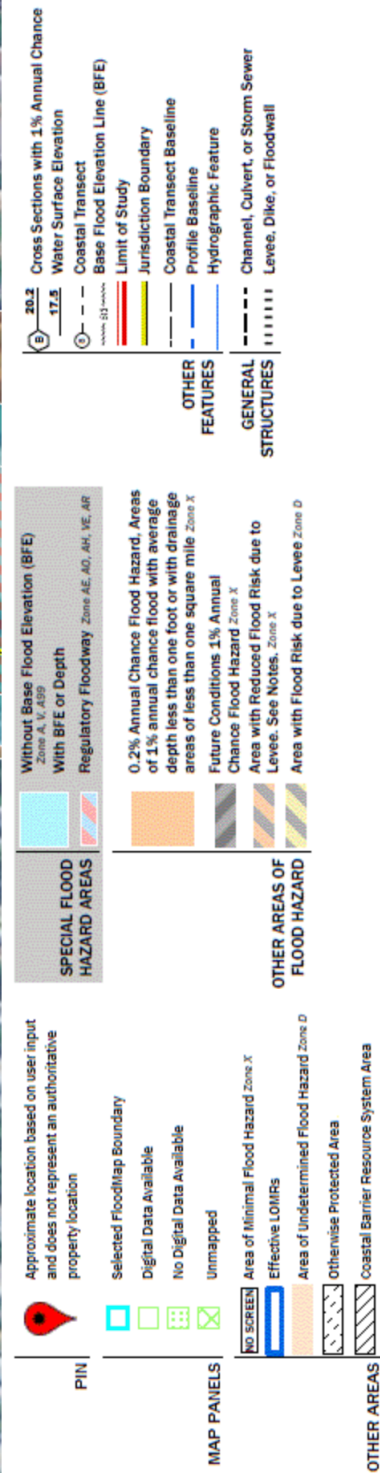 PIN
Approximate location based on user input
and does not represent an authoritative
property location
MAP PANELS
Selected FloodMap Boundary
Digital Data Available
No Digital Data Available
Unmapped
OTHER AREAS
NO SCREEN Area of Minimal Flood Hazard Zone X
Effective LOMRs
Area of Undetermined Flood Hazard Zone D
Otherwise Protected Area
Coastal Barrier Resource System Area
SPECIAL FLOOD
HAZARD AREAS
Without Base Flood Elevation (BFE)
Zone A, V, A99
With BFE or Depth
Regulatory Floodway Zone AE, AO, AH, VE, AR
OTHER AREAS OF
FLOOD HAZARD
0.2% Annual Chance Flood Hazard, Areas
of 1% annual chance flood with average
depth less than one foot or with drainage
areas of less than one square mile Zone X
Future Conditions 1% Annual
Chance Flood Hazard Zone X
Area with Reduced Flood Risk due to
Levee. See Notes. Zone X
Area with Flood Risk due to Levee Zone D
OTHER
FEATURES
B 20.2 Cross Sections with 1% Annual Chance
17.5 Water Surface Elevation
8 Coastal Transect
513 Base Flood Elevation Line (BFE)
Limit of Study
Jurisdiction Boundary
Coastal Transect Baseline
Profile Baseline
Hydrographic Feature
GENERAL
STRUCTURES
Channel, Culvert, or Storm Sewer
Levee, Dike, or Floodwall